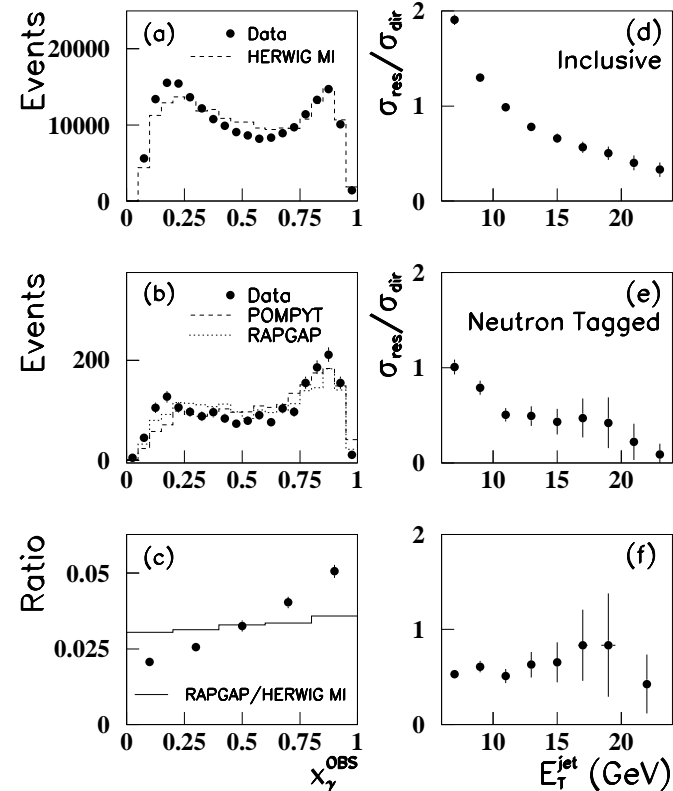 (a)
Data
HERWIG MI
Events
20000
10000
0
0
0.25
0.5
0.75
1
(d)
Inclusive
σres/σdir
2
1
0
10
15
20
(b)
Data
POMPYT
RAPGAP
Events
200
0
0
0.25
0.5
0.75
1
(e)
Neutron Tagged
σres/σdir
2
1
0
10
15
20
(c)
RAPGAP/HERWIG MI
Ratio
0.05
0.025
0
0
0.25
0.5
0.75
1
xγ^OBS
(f)
2
1
0
10
15
20
E_T^jet (GeV)